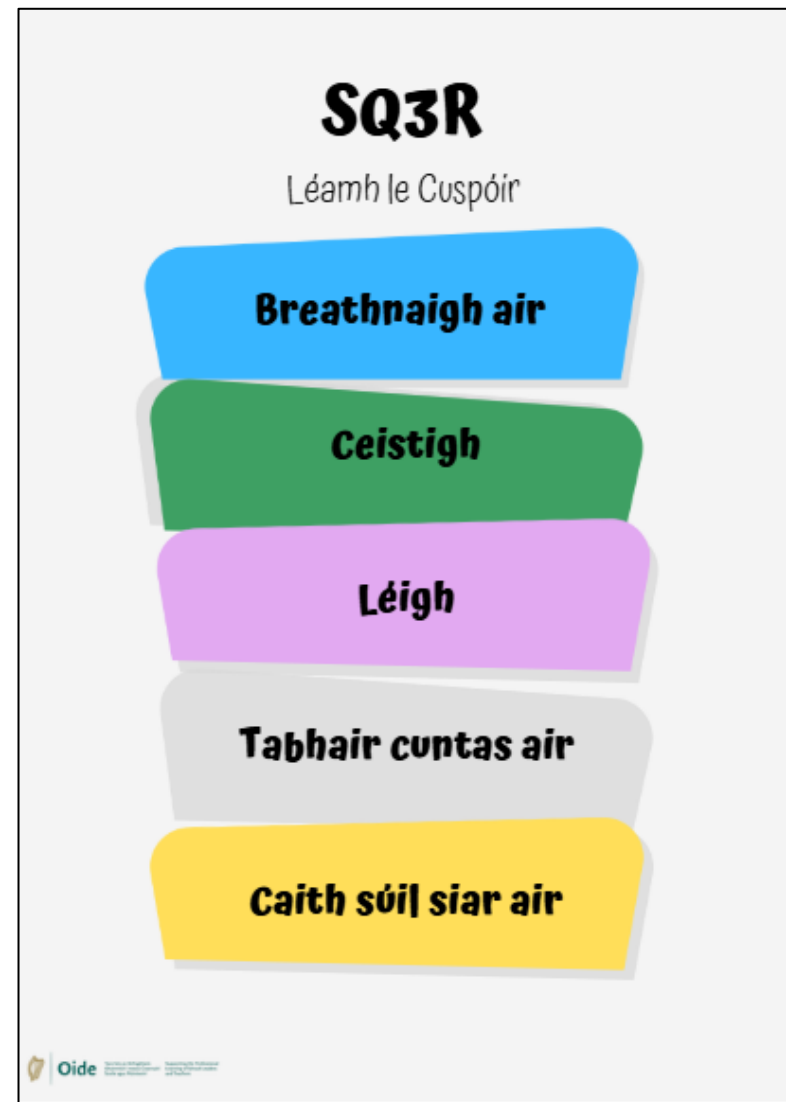 SQ3R
Léamh le Cuspóir
Breathnaigh air
Ceistigh
Léigh
Tabhair cuntas air
Caith súil siar air
Oide